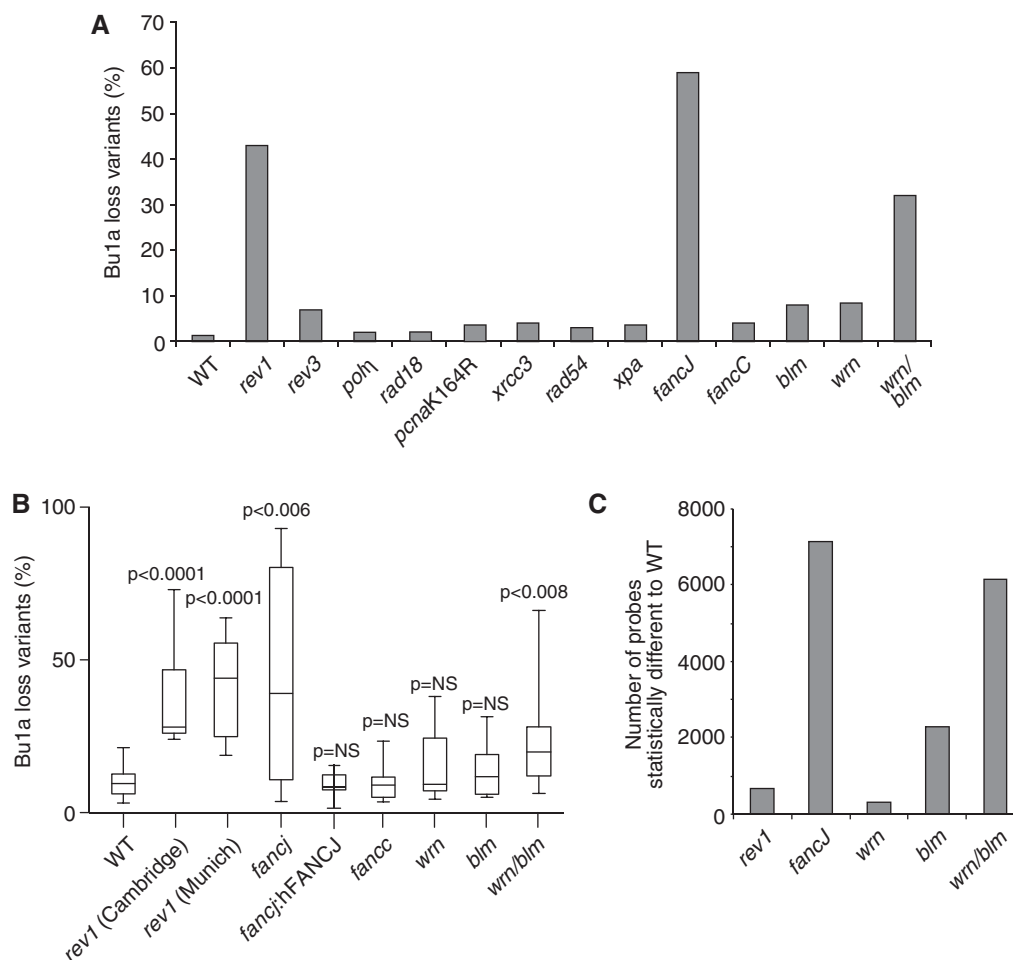 A
Bu1a loss variants (%)
70
60
50
40
30
20
10
0
WT
rev1
rev3
polη
rad18
pcnaK164R
xrcc3
rad54
xpa
fancJ
fancC
blm
wrn
wrn/
blm
B
Bu1a loss variants (%)
100
50
0
p<0.0001
p<0.0001
p<0.006
p=NS
p=NS
p=NS
p=NS
p<0.008
WT
rev1 (Cambridge)
rev1 (Munich)
fancj
fancj:hFANCJ
fancc
wrn
blm
wrn/blm
C
Number of probes
statistically different to WT
8000
6000
4000
2000
0
rev1
fancJ
wrn
blm
wrn/blm